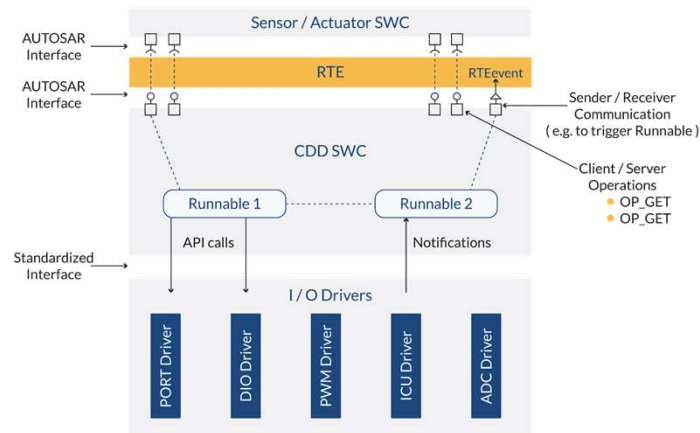 Sensor / Actuator SWC
AUTOSAR
Interface
RTE
RTEevent
AUTOSAR
Interface
Sender / Receiver
Communication
( e.g. to trigger Runnable )
CDD SWC
Client / Server
Operations
OP_GET
OP_GET
Runnable 1
Runnable 2
API calls
Notifications
Standardized
Interface
I / O Drivers
PORT Driver
DIO Driver
PWM Driver
ICU Driver
ADC Driver